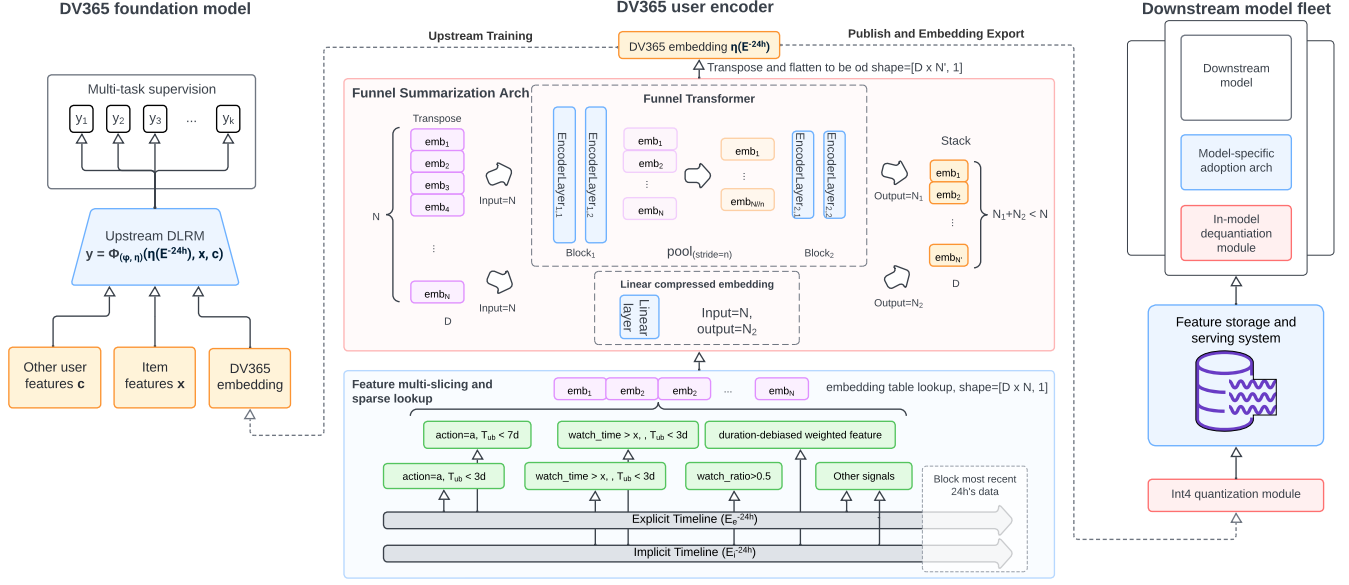 DV365 foundation model
DV365 user encoder
Downstream model fleet
Upstream Training
DV365 embedding η(E⁻²⁴ʰ)
Publish and Embedding Export
Transpose and flatten to be od shape=[D x N', 1]
Multi-task supervision
y₁
y₂
y₃
...
yₖ
Upstream DLRM
y = Φ(φ, η)(η(E⁻²⁴ʰ), x, c)
Other user
features c
Item
features x
DV365
embedding
Funnel Summarization Arch
Transpose
emb₁
emb₂
emb₃
emb₄
...
embN
N
D
Input=N
Input=N
Funnel Transformer
EncoderLayer₁,₁
EncoderLayer₁,₂
Block₁
emb₁
emb₂
...
embN
pool(stride=n)
emb₁
...
embN//n
EncoderLayer₂,₁
EncoderLayer₂,₂
Block₂
Linear compressed embedding
Linear
layer
Input=N,
output=N₂
Output=N₁
Output=N₂
Stack
emb₁
emb₂
...
embN'
D
N₁+N₂ < N
Feature multi-slicing and
sparse lookup
emb₁
emb₂
emb₂
...
embN
embedding table lookup, shape=[D x N, 1]
action=a, Tub < 7d
watch_time > x, , Tub < 3d
duration-debiased weighted feature
action=a, Tub < 3d
watch_time > x, , Tub < 3d
watch_ratio>0.5
Other signals
Block most recent
24h's data
Explicit Timeline (Ee⁻²⁴ʰ)
Implicit Timeline (Ei⁻²⁴ʰ)
Downstream
model
Model-specific
adoption arch
In-model
dequantiation
module
Feature storage and
serving system
Int4 quantization module